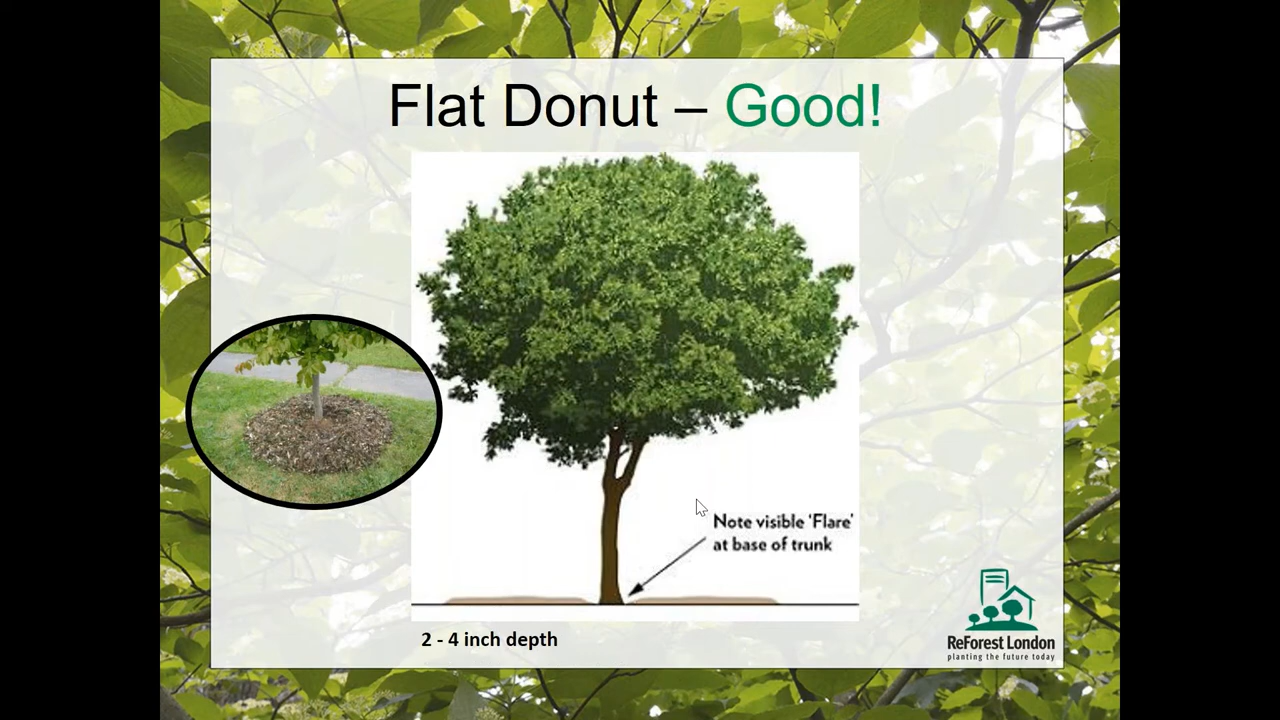 Flat Donut – Good!
Note visible ‘Flare’
at base of trunk
2 - 4 inch depth
ReForest London
planting the future today